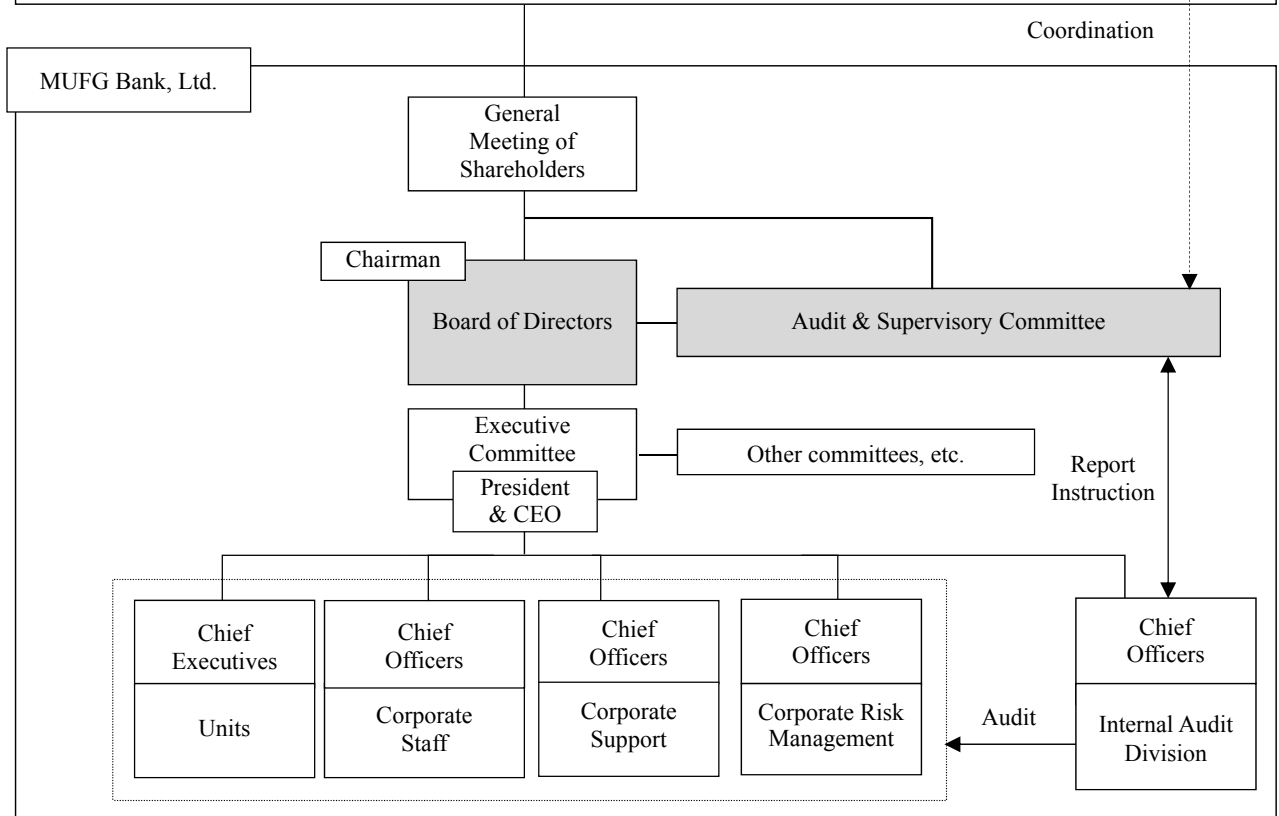 Coordination
MUFG Bank, Ltd.
General
Meeting of
Shareholders
Chairman
Board of Directors
Audit & Supervisory Committee
Executive
Committee
President
& CEO
Other committees, etc.
Report
Instruction
Chief
Executives
Units
Chief
Officers
Corporate
Staff
Chief
Officers
Corporate
Support
Chief
Officers
Corporate Risk
Management
Audit
Chief
Officers
Internal Audit
Division